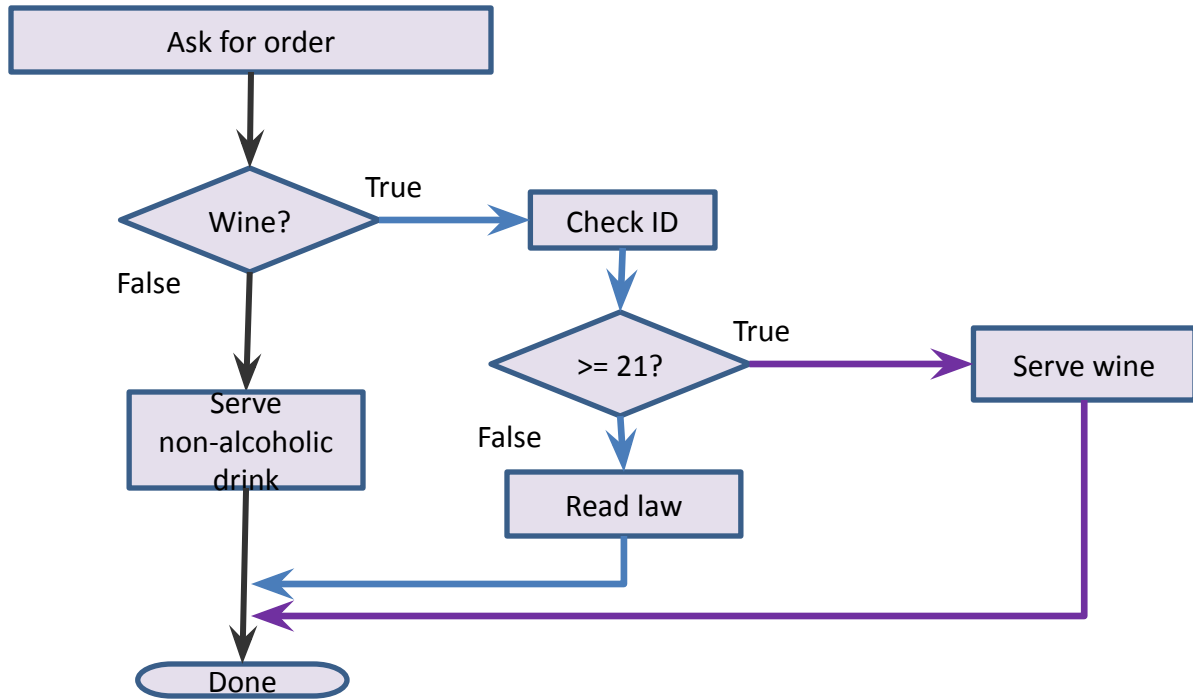 Ask for order
True
Wine?
Check ID
False
True
>= 21?
Serve wine
Serve
non-alcoholic
drink
False
Read law
Done